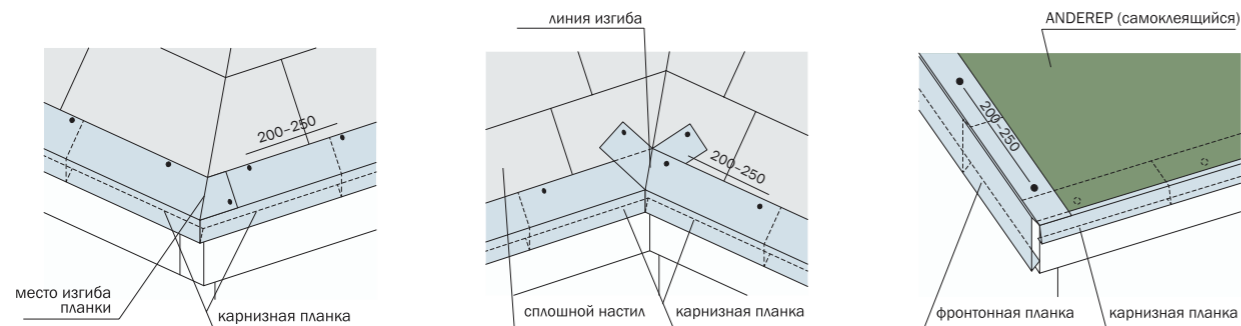 200–250
место изгиба
планки
карнизная планка
линия изгиба
200–250
сплошной настил
карнизная планка
ANDEREP (самоклеящийся)
200–250
фронтонная планка
карнизная планка